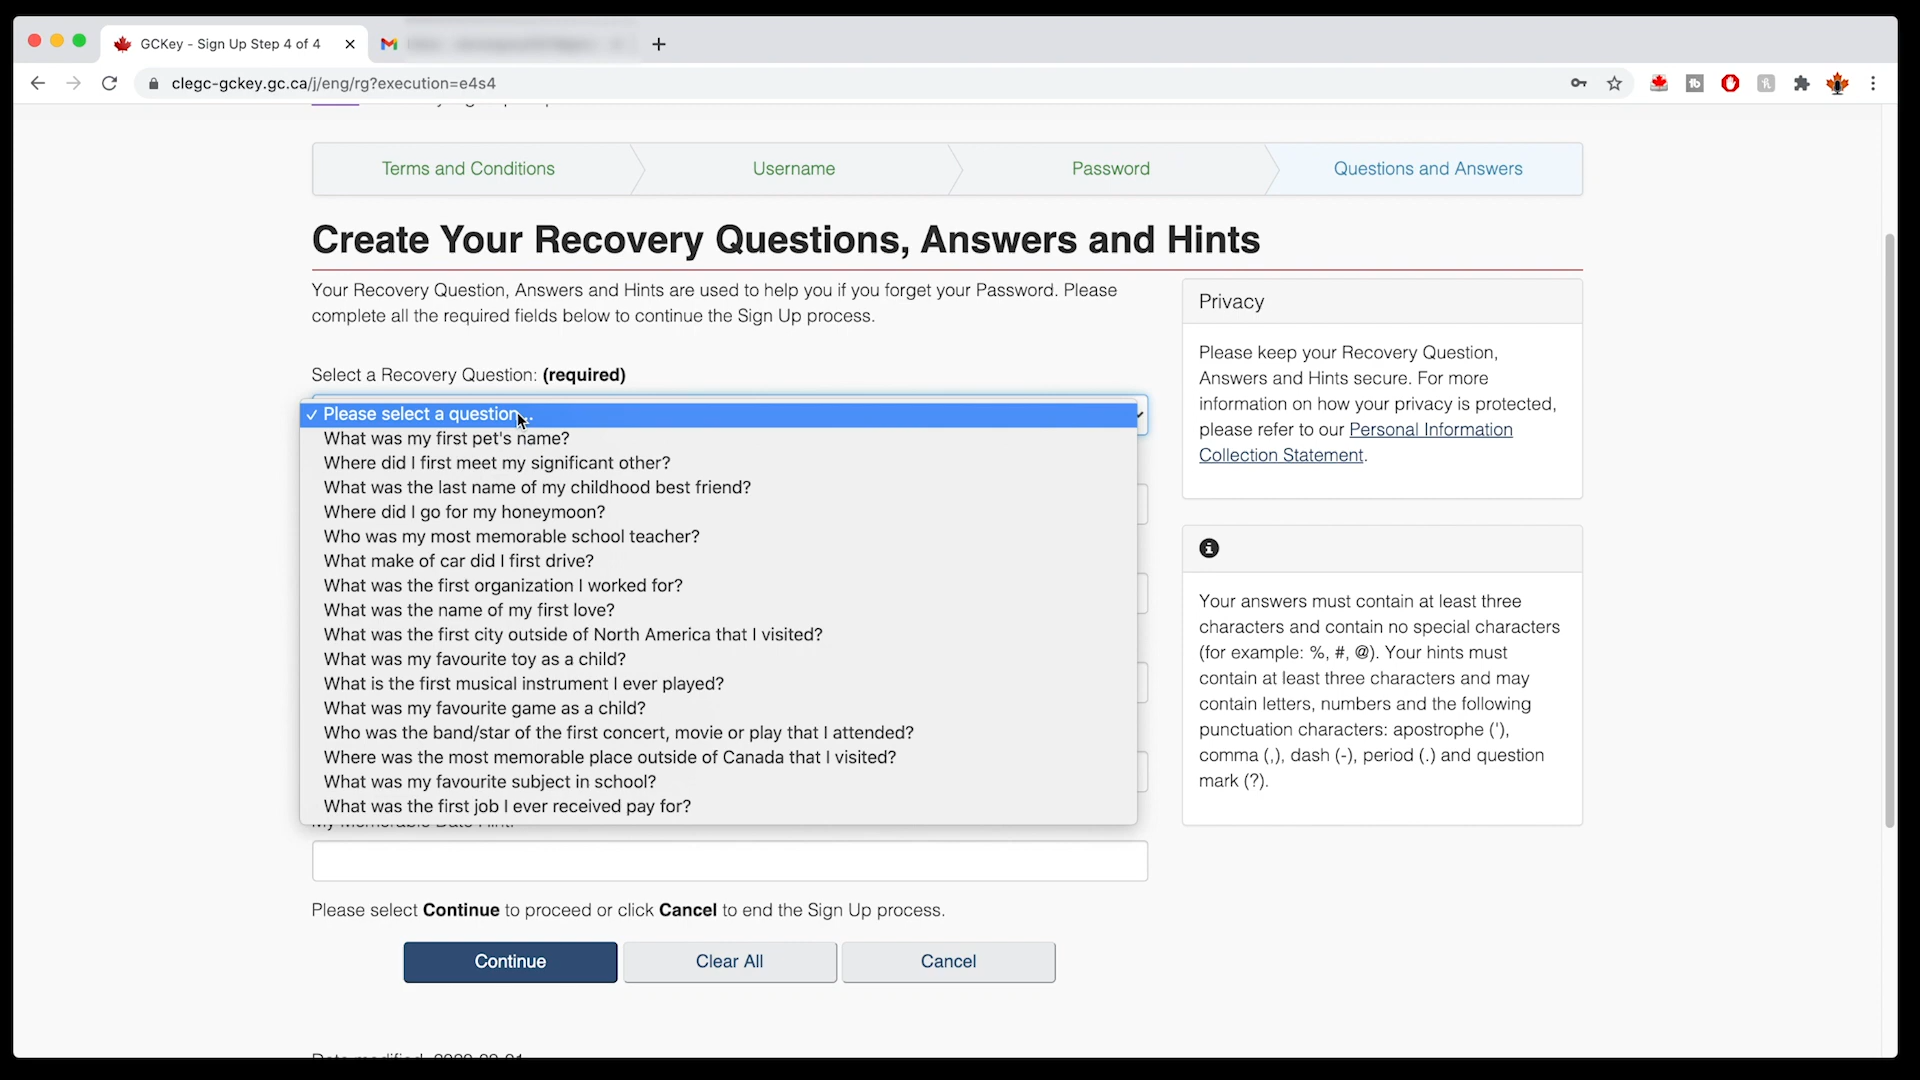 GCKey - Sign Up Step 4 of 4
clegc-gckey.gc.ca/j/eng/rg?execution=e4s4
Terms and Conditions
Username
Password
Questions and Answers
Create Your Recovery Questions, Answers and Hints
Your Recovery Question, Answers and Hints are used to help you if you forget your Password. Please
complete all the required fields below to continue the Sign Up process.
Select a Recovery Question: (required)
✓ Please select a question...
What was my first pet's name?
Where did I first meet my significant other?
What was the last name of my childhood best friend?
Where did I go for my honeymoon?
Who was my most memorable school teacher?
What make of car did I first drive?
What was the first organization I worked for?
What was the name of my first love?
What was the first city outside of North America that I visited?
What was my favourite toy as a child?
What is the first musical instrument I ever played?
What was my favourite game as a child?
Who was the band/star of the first concert, movie or play that I attended?
Where was the most memorable place outside of Canada that I visited?
What was my favourite subject in school?
What was the first job I ever received pay for?
My Memorable Date Hint:
Please select Continue to proceed or click Cancel to end the Sign Up process.
Continue
Clear All
Cancel
Privacy
Please keep your Recovery Question,
Answers and Hints secure. For more
information on how your privacy is protected,
please refer to our Personal Information
Collection Statement.
Your answers must contain at least three
characters and contain no special characters
(for example: %, #, @). Your hints must
contain at least three characters and may
contain letters, numbers and the following
punctuation characters: apostrophe ('),
comma (,), dash (-), period (.) and question
mark (?).
Date modified: